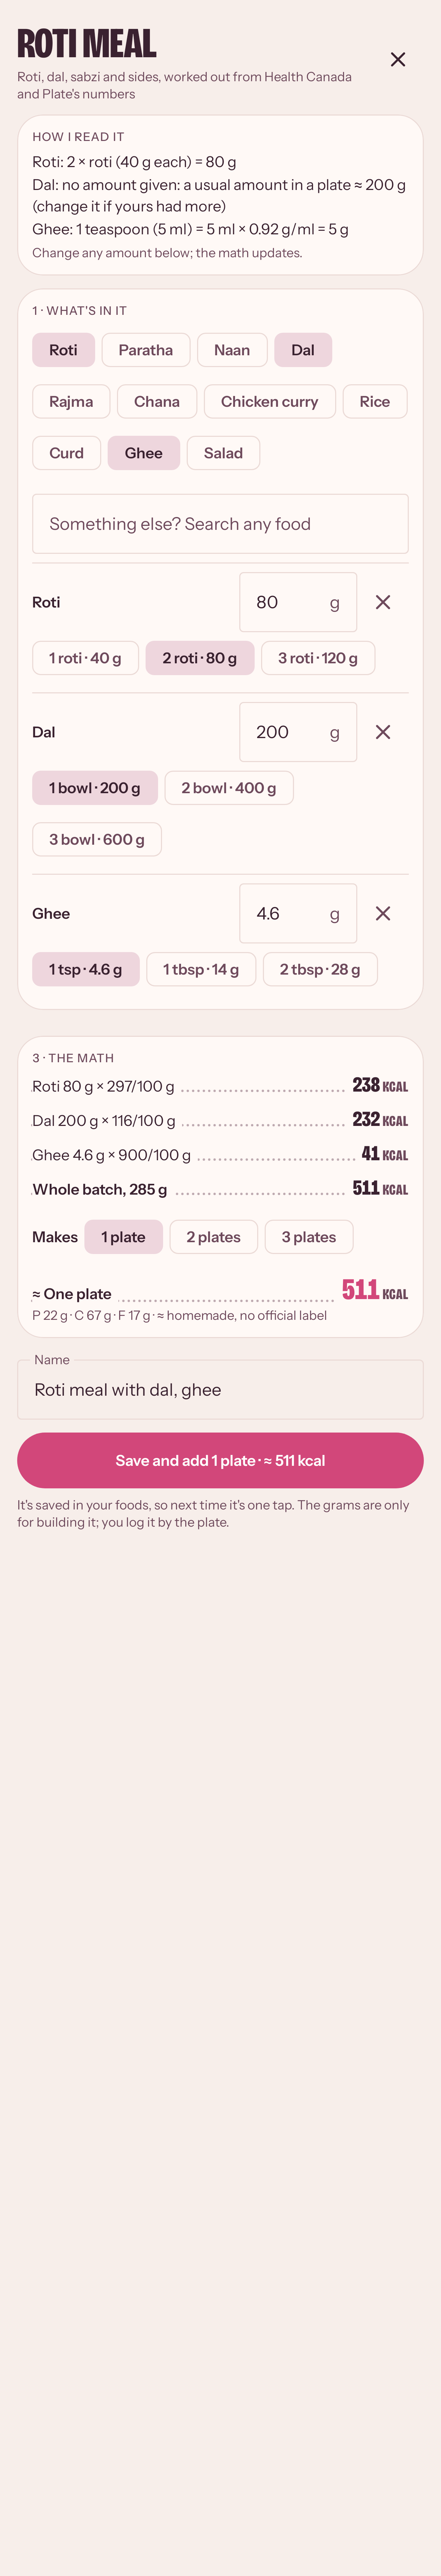 ROTI MEAL
Roti, dal, sabzi and sides, worked out from Health Canada
and Plate's numbers
HOW I READ IT
Roti: 2 × roti (40 g each) = 80 g
Dal: no amount given: a usual amount in a plate ≈ 200 g
(change it if yours had more)
Ghee: 1 teaspoon (5 ml) = 5 ml × 0.92 g/ml = 5 g
Change any amount below; the math updates.
1 · WHAT'S IN IT
Roti Paratha Naan Dal
Rajma Chana Chicken curry Rice
Curd Ghee Salad
Something else? Search any food
Roti 80 g
1 roti · 40 g 2 roti · 80 g 3 roti · 120 g
Dal 200 g
1 bowl · 200 g 2 bowl · 400 g
3 bowl · 600 g
Ghee 4.6 g
1 tsp · 4.6 g 1 tbsp · 14 g 2 tbsp · 28 g
3 · THE MATH
Roti 80 g × 297/100 g 238 KCAL
Dal 200 g × 116/100 g 232 KCAL
Ghee 4.6 g × 900/100 g 41 KCAL
Whole batch, 285 g 511 KCAL
Makes 1 plate 2 plates 3 plates
≈ One plate 511 KCAL
P 22 g · C 67 g · F 17 g · ≈ homemade, no official label
Name
Roti meal with dal, ghee
Save and add 1 plate · ≈ 511 kcal
It's saved in your foods, so next time it's one tap. The grams are only
for building it; you log it by the plate.